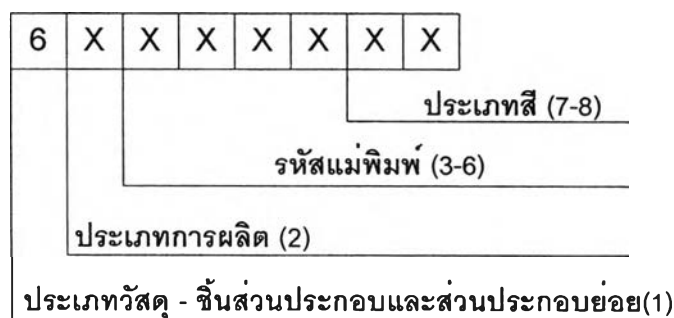 6 X X X X X X X
ประเภทสี (7-8)
รหัสแม่พิมพ์ (3-6)
ประเภทการผลิต (2)
ประเภทวัสดุ - ชิ้นส่วนประกอบและส่วนประกอบย่อย(1)